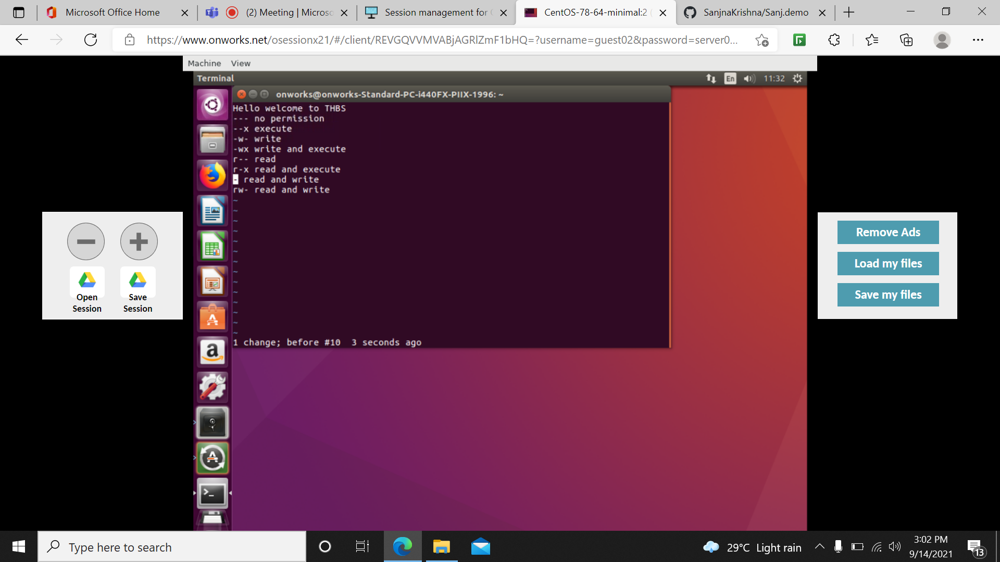 Microsoft Office Home
(2) Meeting | Microso
Session management for
CentOS-78-64-minimal:2
SanjnaKrishna/Sanj.demo
https://www.onworks.net/osessionx21/#/client/REVGQVVMVABjAGRlZmF1bHQ=?username=guest02&password=server0...
Machine View
Terminal
En
11:32
onworks@onworks-Standard-PC-i440FX-PIIX-1996: ~
Hello welcome to THBS
--- no permission
--x execute
-w- write
-wx write and execute
r-- read
r-x read and execute
- read and write
rw- read and write
~
~
~
~
~
~
~
~
~
~
~
~
~
~
1 change; before #10  3 seconds ago
Open
Session
Save
Session
Remove Ads
Load my files
Save my files
Type here to search
29°C Light rain
3:02 PM
9/14/2021
13